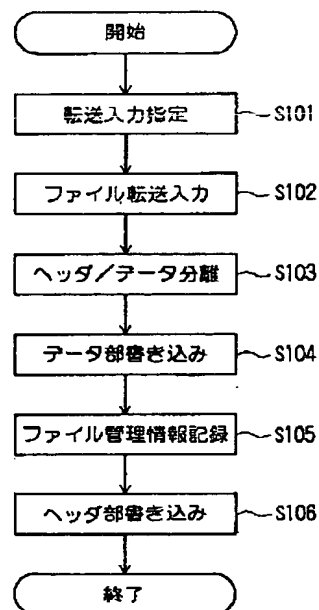 開始
転送入力指定 S101
ファイル転送入力 S102
ヘッダ/データ分離 S103
データ部書き込み S104
ファイル管理情報記録 S105
ヘッダ部書き込み S106
終了